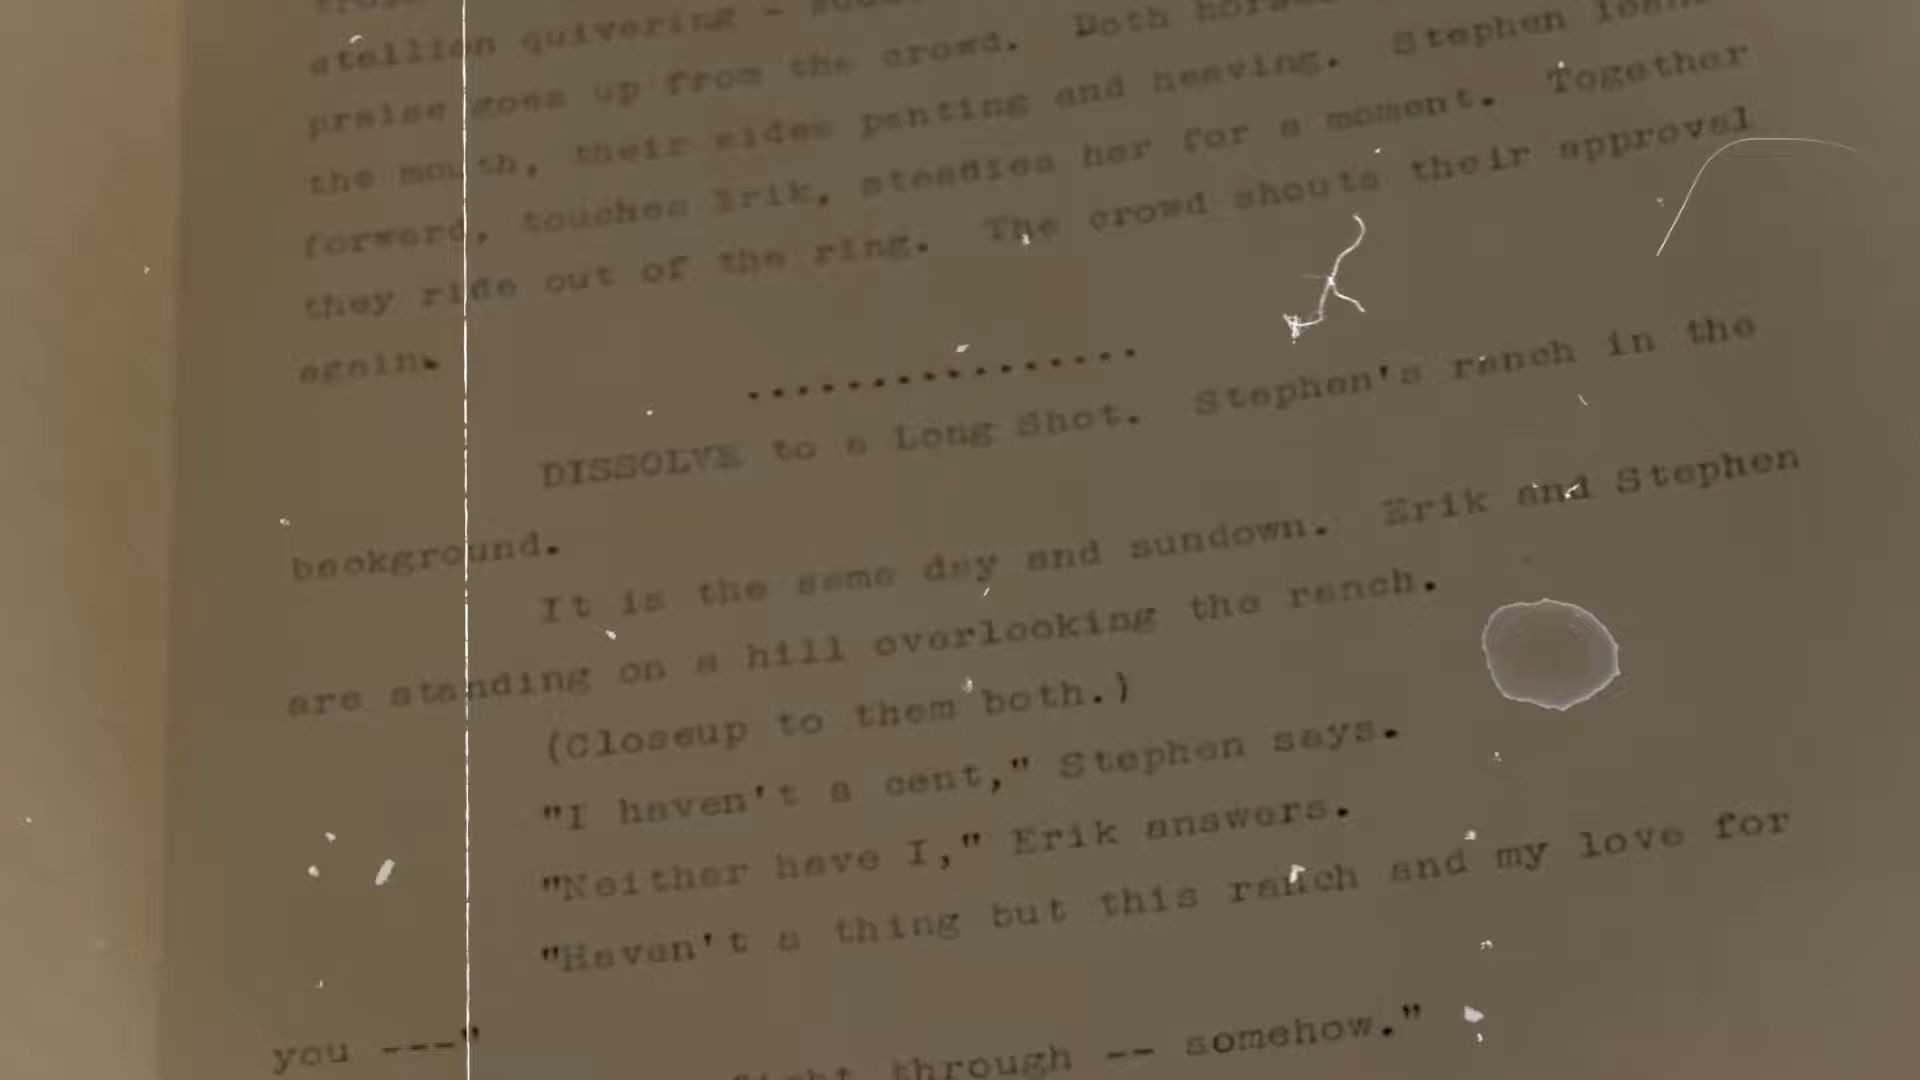 stallion quivering -
praise goes up from the crowd. Both
the mouth, their sides panting and heaving. Stephen
forward, touches Erik, steadies her for a moment. Together
they ride out of the ring. The crowd shouts their approval
again.
................
DISSOLVE to a Long Shot. Stephen's ranch in the
background.
It is the same day and sundown. Erik and Stephen
are standing on a hill overlooking the ranch.
(Closeup to them both.)
"I haven't a cent," Stephen says.
"Neither have I," Erik answers.
"Haven't a thing but this ranch and my love for
you ---"
through -- somehow."